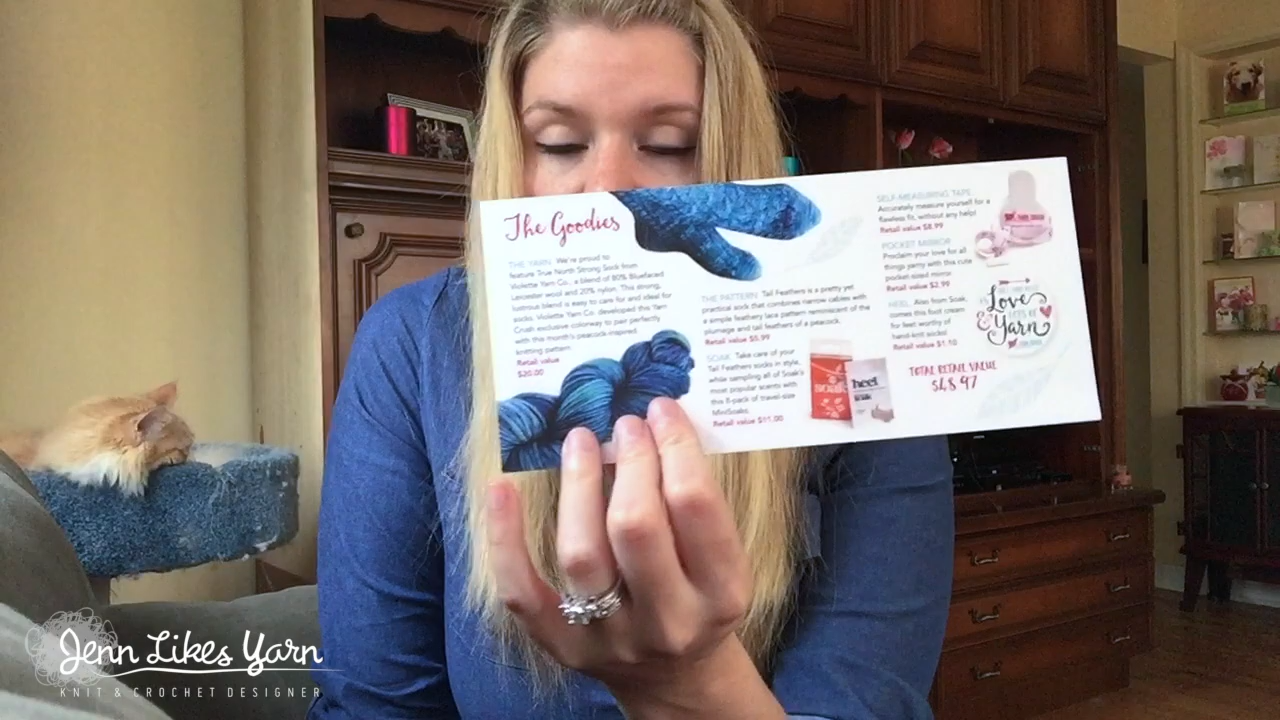 The Goodies
THE YARN We're proud to
feature True North Strong Sock from
Violette Yarn Co., a blend of 80% Bluefaced
Leicester wool and 20% nylon. This strong,
lustrous blend is easy to care for and ideal for
socks. Violette Yarn Co. developed this Yarn
Crush exclusive colorway to pair perfectly
with this month's peacock-inspired
knitting pattern.
Retail value
$20.00
THE PATTERN Tail Feathers is a pretty yet
practical sock that combines narrow cables with
a simple feathery lace pattern reminiscent of the
plumage and tail feathers of a peacock.
Retail value $5.99
SOAK Take care of your
Tail Feathers socks in style,
while sampling all of Soak's
most popular scents with
this 8-pack of travel-size
MiniSoaks.
Retail value $11.00
SELF-MEASURING TAPE
Accurately measure yourself for a
flawless fit, without any help!
Retail value $8.99
POCKET MIRROR
Proclaim your love for all
things yarny with this cute
pocket-sized mirror.
Retail value $2.99
HEEL Also from Soak,
comes this foot cream
for feet worthy of
hand-knit socks!
Retail value $1.10
TOTAL RETAIL VALUE
$48.97
Love
&
Yarn
SOAK
heel
Jenn Likes Yarn
KNIT & CROCHET DESIGNER